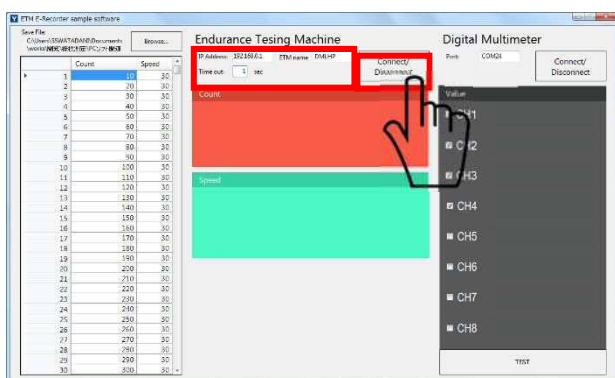 ETM E-Recorder sample software
Save File
Browse...
Endurance Tesing Machine
IP Address: 192.168.0.1 ETM name DMLHP
Time out: 1 sec
Connect/
Disconnect
Digital Multimeter
Port: COM24
Connect/
Disconnect
Count Speed
1 10 30
2 20 30
3 30 30
4 40 30
5 50 30
6 60 30
7 70 30
8 80 30
9 90 30
10 100 30
11 110 30
12 120 30
13 130 30
14 140 30
15 150 30
16 160 30
17 170 30
18 180 30
19 190 30
20 200 30
21 210 30
22 220 30
23 230 30
24 240 30
25 250 30
26 260 30
27 270 30
28 280 30
29 290 30
30 300 30
Count
Speed
Value
CH1
CH2
CH3
CH4
CH5
CH6
CH7
CH8
TEST